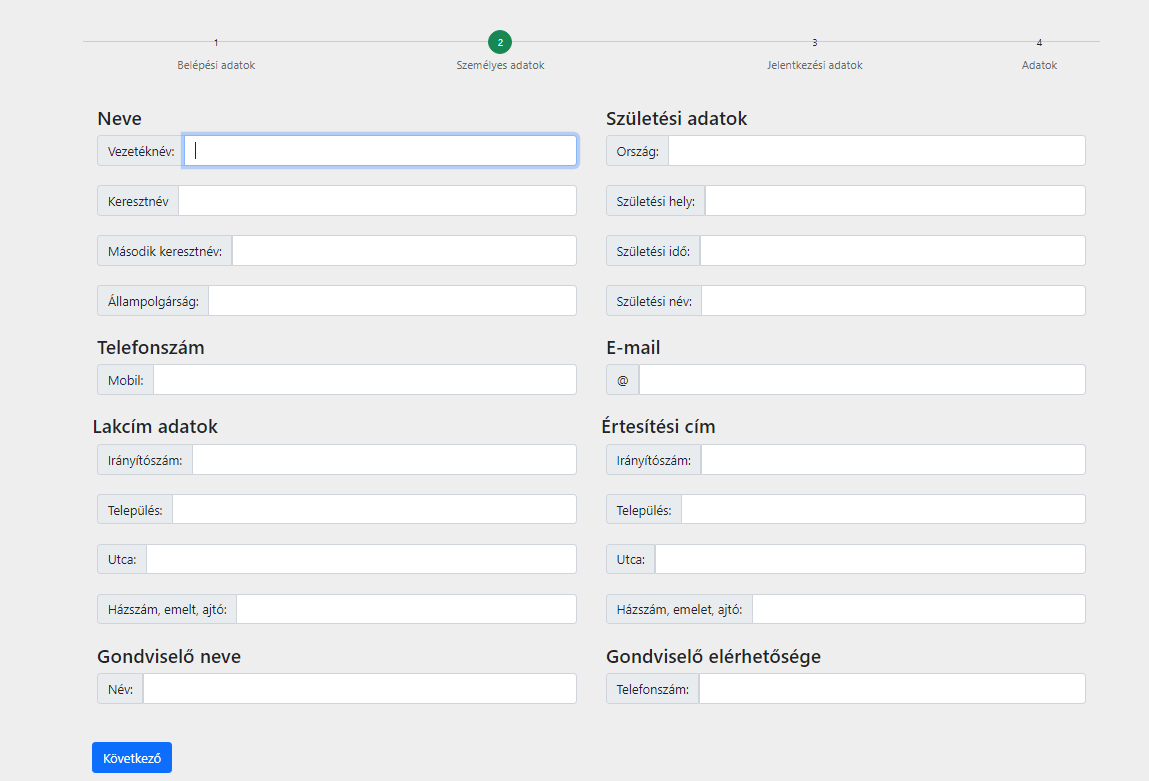 1 2 3 4
Belépési adatok Személyes adatok Jelentkezési adatok Adatok
Neve Születési adatok
Vezetéknév: Ország:
Keresztnév Születési hely:
Második keresztnév: Születési idő:
Állampolgárság: Születési név:
Telefonszám E-mail
Mobil: @
Lakcím adatok Értesítési cím
Irányítószám: Irányítószám:
Település: Település:
Utca: Utca:
Házszám, emelt, ajtó: Házszám, emelet, ajtó:
Gondviselő neve Gondviselő elérhetősége
Név: Telefonszám:
Következő